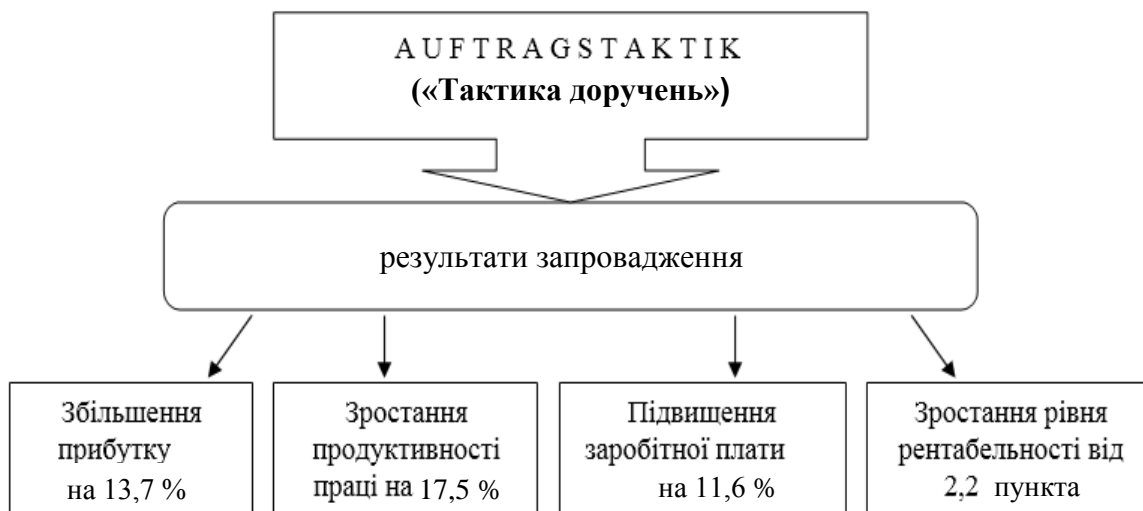 AUFTRAGSTAKTIK
(«Тактика доручень»)
результати запровадження
Збільшення
прибутку
на 13,7 %
Зростання
продуктивності
праці на 17,5 %
Підвищення
заробітної плати
на 11,6 %
Зростання рівня
рентабельності від
2,2 пункта